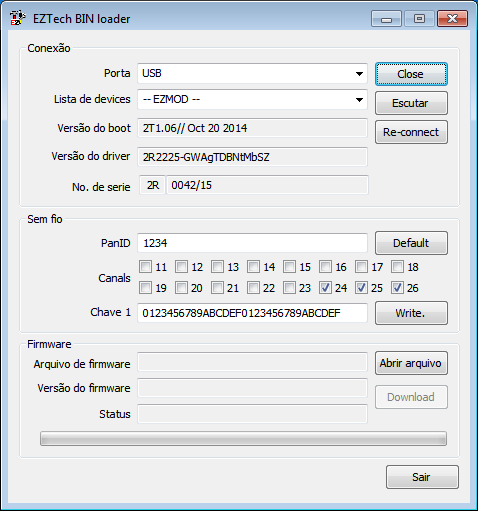 EZTech BIN loader
Conexão
Porta USB Close
Lista de devices -- EZMOD -- Escutar
Versão do boot 2T1.06// Oct 20 2014 Re-connect
Versão do driver 2R2225-GWAgTDBNtMbSZ
No. de serie 2R 0042/15
Sem fio
PanID 1234 Default
Canals 11 12 13 14 15 16 17 18
19 20 21 22 23 24 25 26
Chave 1 0123456789ABCDEF0123456789ABCDEF Write.
Firmware
Arquivo de firmware Abrir arquivo
Versão do firmware
Download
Status
Sair